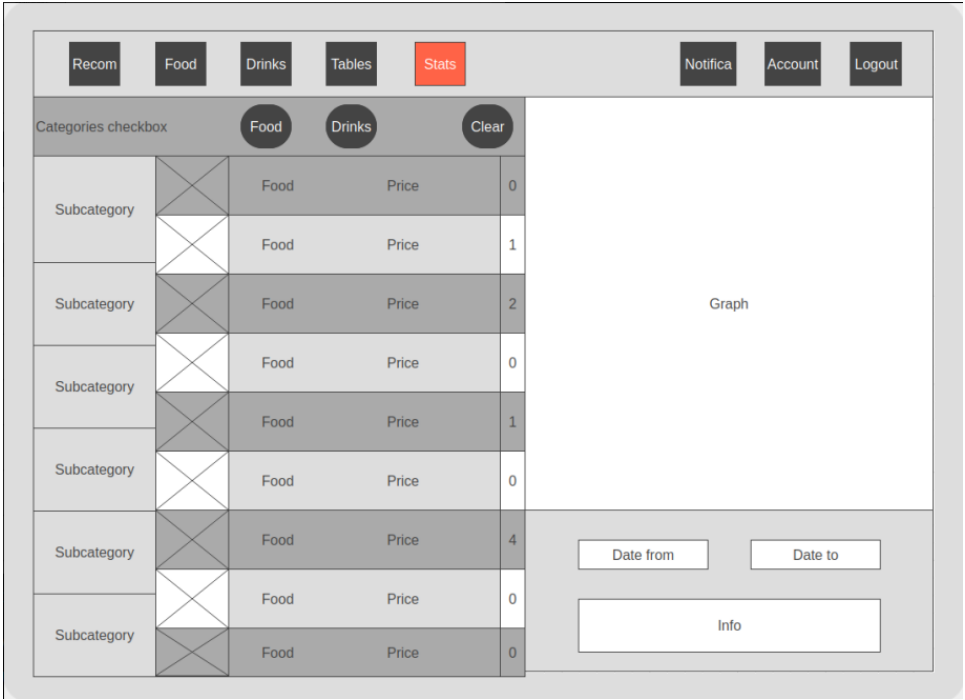 Recom Food Drinks Tables Stats Notifica Account Logout
Categories checkbox Food Drinks Clear
Subcategory
Subcategory
Subcategory
Subcategory
Subcategory
Subcategory
Food Price 0
Food Price 1
Food Price 2
Food Price 0
Food Price 1
Food Price 0
Food Price 4
Food Price 0
Food Price 0
Graph
Date from Date to
Info